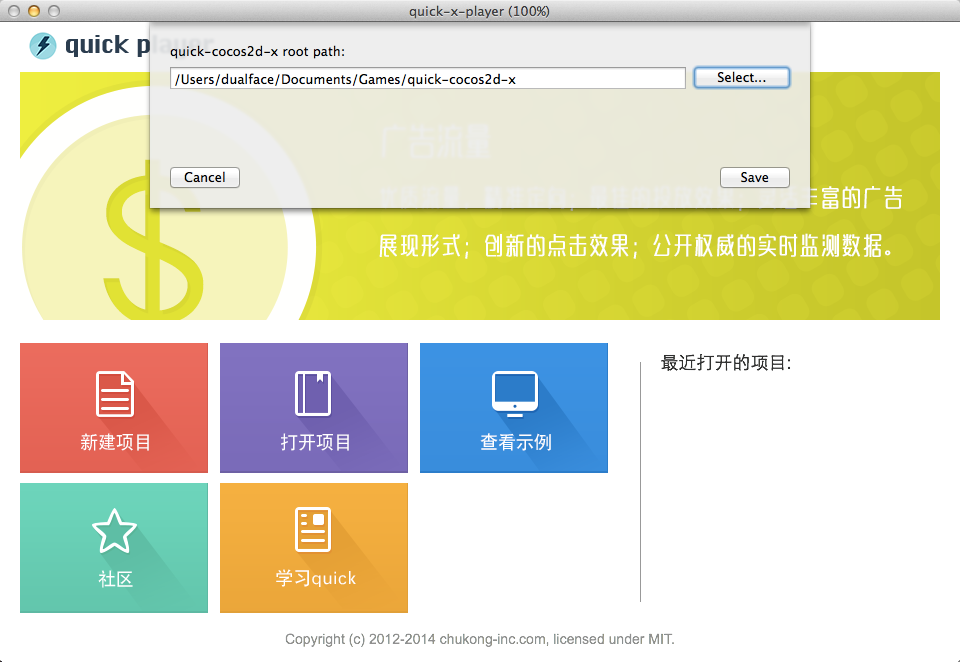 quick-x-player (100%)
quick player
quick-cocos2d-x root path:
/Users/dualface/Documents/Games/quick-cocos2d-x
Select...
Cancel
Save
广告流量
丰富的广告
展现形式；创新的点击效果；公开权威的实时监测数据。
新建项目
打开项目
查看示例
最近打开的项目:
社区
学习quick
Copyright (c) 2012-2014 chukong-inc.com, licensed under MIT.